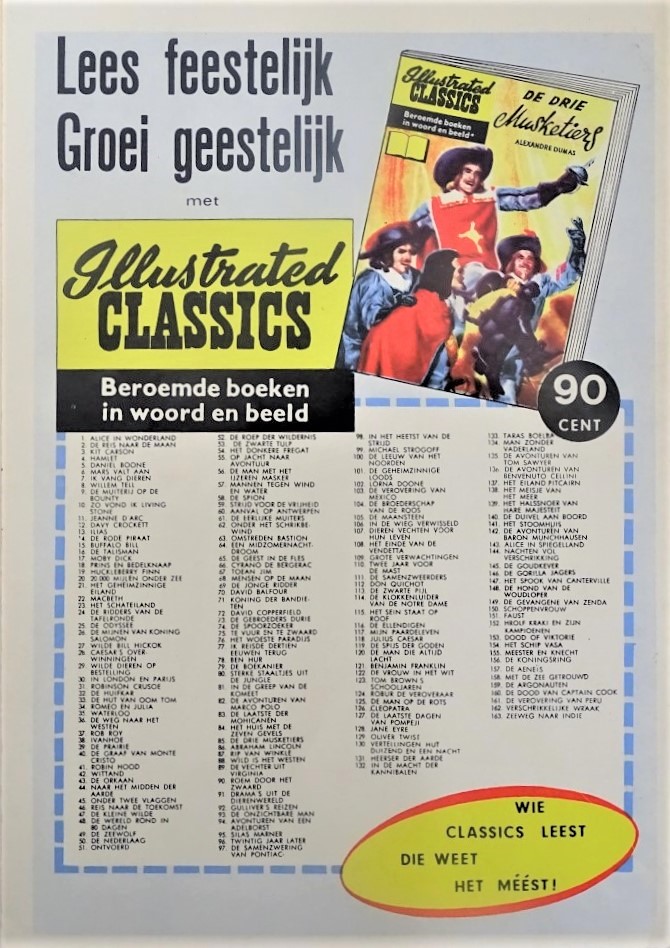 Lees feestelijk
Groei geestelijk
met
Illustrated
CLASSICS
Beroemde boeken
in woord en beeld
Illustrated
CLASSICS
Beroemde boeken
in woord en beeld
DE DRIE
Musketiers
ALEXANDRE DUMAS
90
CENT
1. ALICE IN WONDERLAND
2. DE REIS NAAR DE MAAN
3. KIT CARSON
4. HAMLET
5. DANIEL BOONE
6. MARS VALT AAN
7. IK VANG DIEREN
8. WILLEM TELL
9. DE MUITERIJ OP DE
BOUNTY
10. ZO VOND IK LIVING
STONE
11. JEANNE D'ARC
12. DAVY CROCKETT
13. ILIAS
14. DE RODE PIRAAT
15. BUFFALO BILL
16. DE TALISMAN
17. MOBY DICK
18. PRINS EN BEDELKNAAP
19. HUCKLEBERRY FINN
20. 20.000 MIJLEN ONDER ZEE
21. HET GEHEIMZINNIGE
EILAND
22. MACBETH
23. HET SCHATEILAND
24. DE RIDDERS VAN DE
TAFELRONDE
25. DE ODYSSEE
26. DE MIJNEN VAN KONING
SALOMON
27. WILDE BILL HICKOK
28. CAESAR'S OVER-
WINNINGEN
29. WILDE DIEREN OP
BESTELLING
30. IN LONDEN EN PARIJS
31. ROBINSON CRUSOE
32. DE HUIFKAR
33. DE HUT VAN OOM TOM
34. ROMEO EN JULIA
35. WATERLOO
36. DE WEG NAAR HET
WESTEN
37. ROB ROY
38. IVANHOE
39. DE PRAIRIE
40. DE GRAAF VAN MONTE
CRISTO
41. ROBIN HOOD
42. WITTAND
43. DE ORKAAN
44. NAAR HET MIDDEN DER
AARDE
45. ONDER TWEE VLAGGEN
46. REIS NAAR DE TOEKOMST
47. DE KLEINE WILDE
48. DE WERELD ROND IN
80 DAGEN
49. DE ZEEWOLF
50. DE NEDERLAAG
51. ONTVOERD
52. DE ROEP DER WILDERNIS
53. DE ZWARTE TULP
54. HET DONKERE FREGAT
55. OP JACHT NAAR
AVONTUUR
56. DE MAN MET HET
IJZEREN MASKER
57. MANNEN TEGEN WIND
EN WATER
58. DE SPION
59. STRIJD VOOR DE VRIJHEID
60. AANVAL OP ANTWERPEN
61. DE EERLIJKE MUITERS
62. ONDER HET SCHRIKBE-
WIND
63. OMSTREDEN BASTION
64. EEN MIDZOMERNACHT-
DROOM
65. DE GEEST IN DE FLES
66. CYRANO DE BERGERAC
67. TOEAN JIM
68. MENSEN OP DE MAAN
69. DE JONGE RIDDER
70. DAVID BALFOUR
71. KONING DER BANDIE-
TEN
72. DAVID COPPERFIELD
73. DE GEBROEDERS DURIE
74. DE SPOORZOEKER
75. TE VUUR EN TE ZWAARD
76. HET WOESTE PARADIJS
77. IK REISDE DERTIEN
EEUWEN TERUG
78. BEN HUR
79. DE BOEKANIER
80. STERKE STAALTJES UIT
DE JUNGLE
81. IN DE GREEP VAN DE
KOMEET
82. DE AVONTUREN VAN
MARCO POLO
83. DE LAATSTE DER
MOHICANEN
84. HET HUIS MET DE
ZEVEN GEVELS
85. DE DRIE MUSKETIERS
86. ABRAHAM LINCOLN
87. RIP VAN WINKLE
88. WILD IS HET WESTEN
89. DE VECHTER UIT
VIRGINIA
90. ROEM DOOR HET
ZWAARD
91. DRAMA'S UIT DE
DIERENWERELD
92. GULLIVER'S REIZEN
93. DE ONZICHTBARE MAN
94. AVONTUREN VAN EEN
ADELBORST
95. SILAS MARNER
96. TWINTIG JAAR LATER
97. DE SAMENZWERING
VAN PONTIAC
98. IN HET HEETST VAN DE
STRIJD
99. MICHAEL STROGOFF
100. DE LEEUW VAN HET
NOORDEN
101. DE GEHEIMZINNIGE
LOODS
102. LORNA DOONE
103. DE VEROVERING VAN
MEXICO
104. DE BROEDERSCHAP
VAN DE ROOS
105. DE MAANSTEEN
106. IN DE WIEG VERWISSELD
107. DIEREN VECHTEN VOOR
HUN LEVEN
108. HET EINDE VAN DE
VENDETTA
109. GROTE VERWACHTINGEN
110. TWEE JAAR VOOR
DE MAST
111. DE SAMENZWEERDERS
112. DON QUICHOT
113. DE ZWARTE PIJL
114. DE KLOKKENLUIDER
VAN DE NOTRE DAME
115. HET SEIN STAAT OP
ROOF
116. DE ELLENDIGEN
117. MIJN PAARDELEVEN
118. JULIUS CAESAR
119. DE SPIJS DER GODEN
120. DE MAN DIE ALTIJD
LACHT
121. BENJAMIN FRANKLIN
122. DE VROUW IN HET WIT
123. TOM BROWN'S
SCHOOLJAREN
124. ROBUR DE VEROVERAAR
125. DE MAN OP DE ROTS
126. CLEOPATRA
127. DE LAATSTE DAGEN
VAN POMPEJI
128. JANE EYRE
129. OLIVER TWIST
130. VERTELLINGEN UIT
DUIZEND EN EEN NACHT
131. HEERSER DER AARDE
132. IN DE MACHT DER
KANNIBALEN
133. TARAS BOELBA
134. MAN ZONDER
VADERLAND
135. DE AVONTUREN VAN
TOM SAWYER
136. DE AVONTUREN VAN
BENVENUTO CELLINI
137. HET EILAND PITCAIRN
138. HET MEISJE VAN
HET MEER
139. HET HALSSNOER VAN
HARE MAJESTEIT
140. DE DUIVEL AAN BOORD
141. HET STOOMHUIS
142. DE AVONTUREN VAN
BARON MUNCHHAUSEN
143. ALICE IN SPIEGELLAND
144. NACHTEN VOL
VERSCHRIKKING
145. DE GOUDKEVER
146. DE GORILLA JAGERS
147. HET SPOOK VAN CANTERVILLE
148. DE HOND VAN DE
WOUDLOPER
149. DE GEVANGENE VAN ZENDA
150. SCHOPPENVROUW
151. FAUST
152. HROLF KRAKI EN ZIJN
KAMPIOENEN
153. DOOD OF VIKTORIE
154. HET SCHIP VASA
155. MEESTER EN KNECHT
156. DE KONINGSRING
157. DE AENEIS
158. MET DE ZEE GETROUWD
159. DE ARGONAUTEN
160. DE DOOD VAN CAPTAIN COOK
161. DE VEROVERING VAN PERU
162. VERSCHRIKKELIJKE WRAAK
163. ZEEWEG NAAR INDIE
WIE
CLASSICS LEEST
DIE WEET
HET MÉÉST!